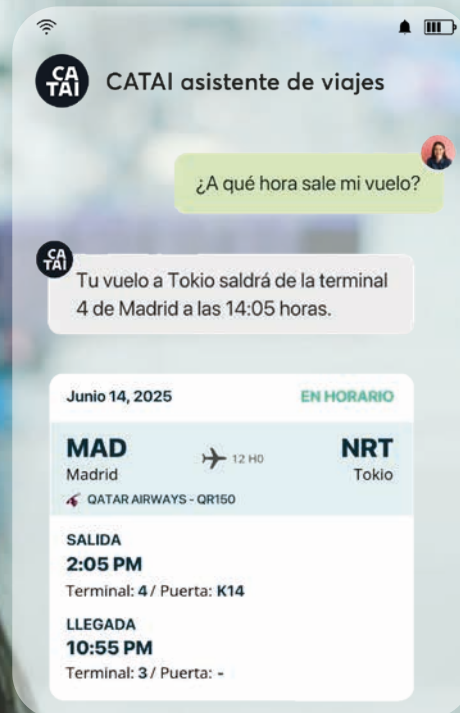 CA
TAI
CATAI asistente de viajes
¿A qué hora sale mi vuelo?
CA
TAI
Tu vuelo a Tokio saldrá de la terminal
4 de Madrid a las 14:05 horas.
Junio 14, 2025 EN HORARIO
MAD 12 H0 NRT
Madrid Tokio
QATAR AIRWAYS - QR150
SALIDA
2:05 PM
Terminal: 4 / Puerta: K14
LLEGADA
10:55 PM
Terminal: 3 / Puerta: -